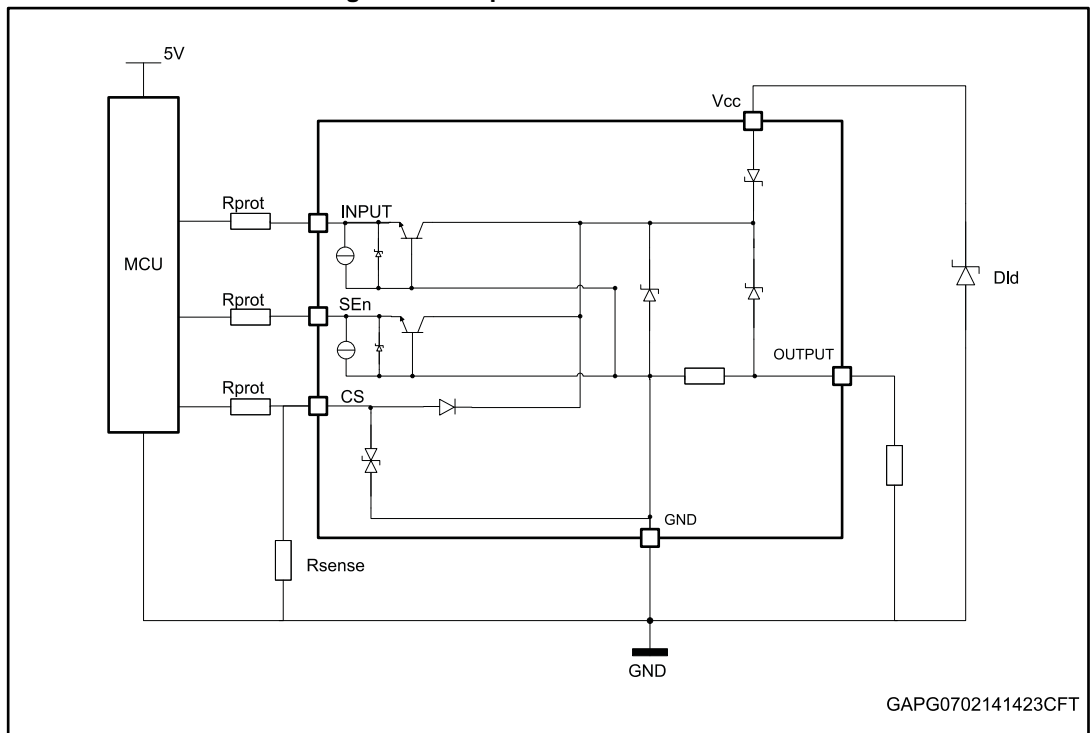 5V
Vcc
MCU
Rprot
INPUT
Rprot
SEn
Rprot
CS
Dld
OUTPUT
GND
Rsense
GND
GAPG0702141423CFT